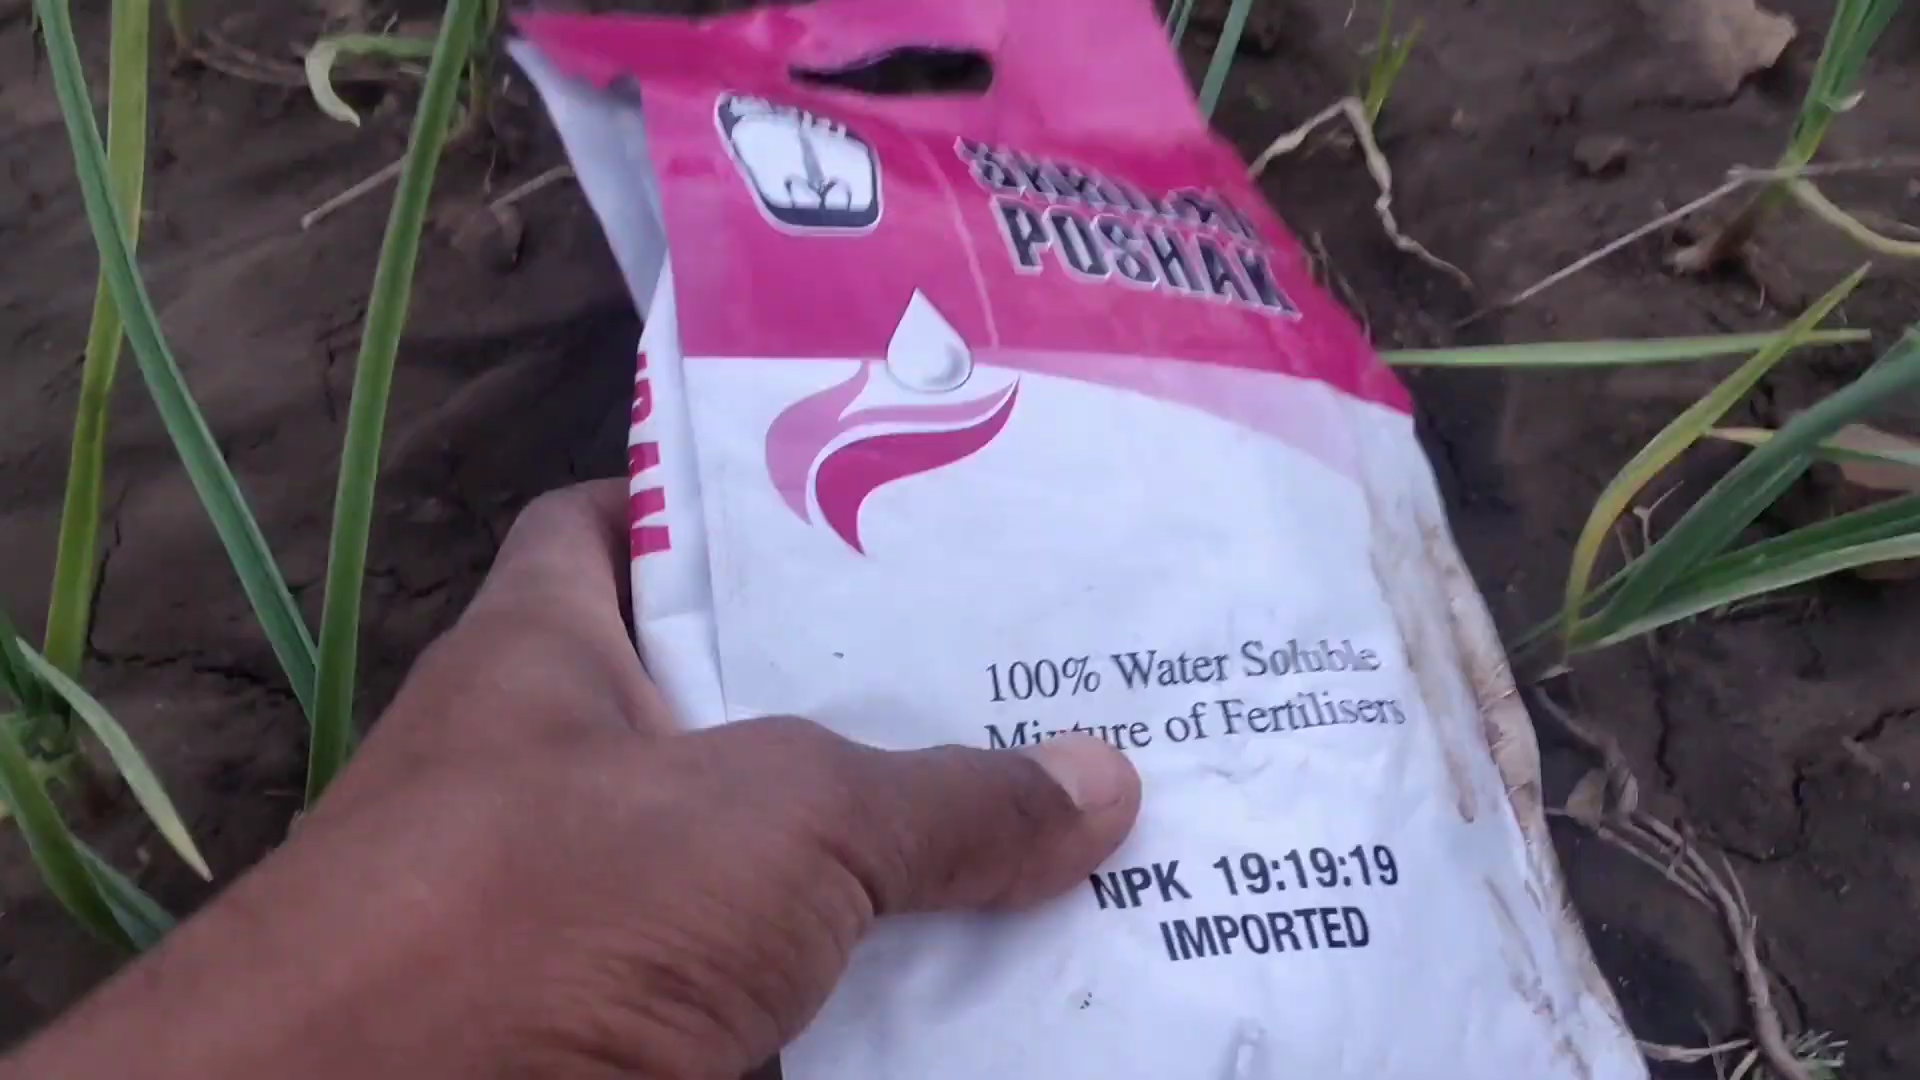 POSHAK
100% Water Soluble
Mixture of Fertilisers
NPK 19:19:19
IMPORTED